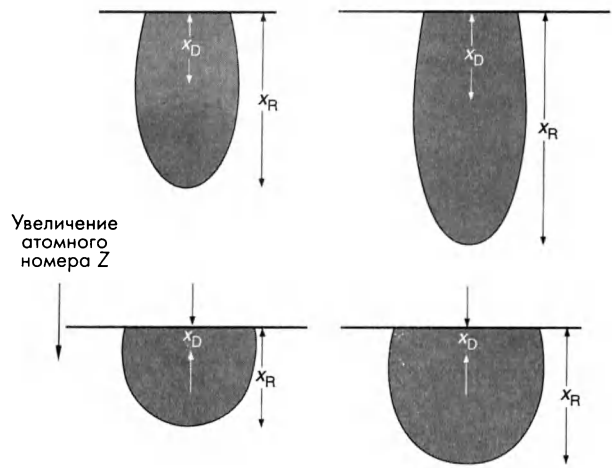 x_D
x_R
x_D
x_R
Увеличение
атомного
номера Z
x_D
x_R
x_D
x_R